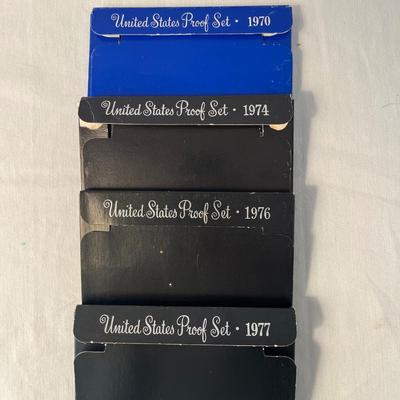 United States Proof Set · 1970
United States Proof Set · 1974
United States Proof Set · 1976
United States Proof Set · 1977